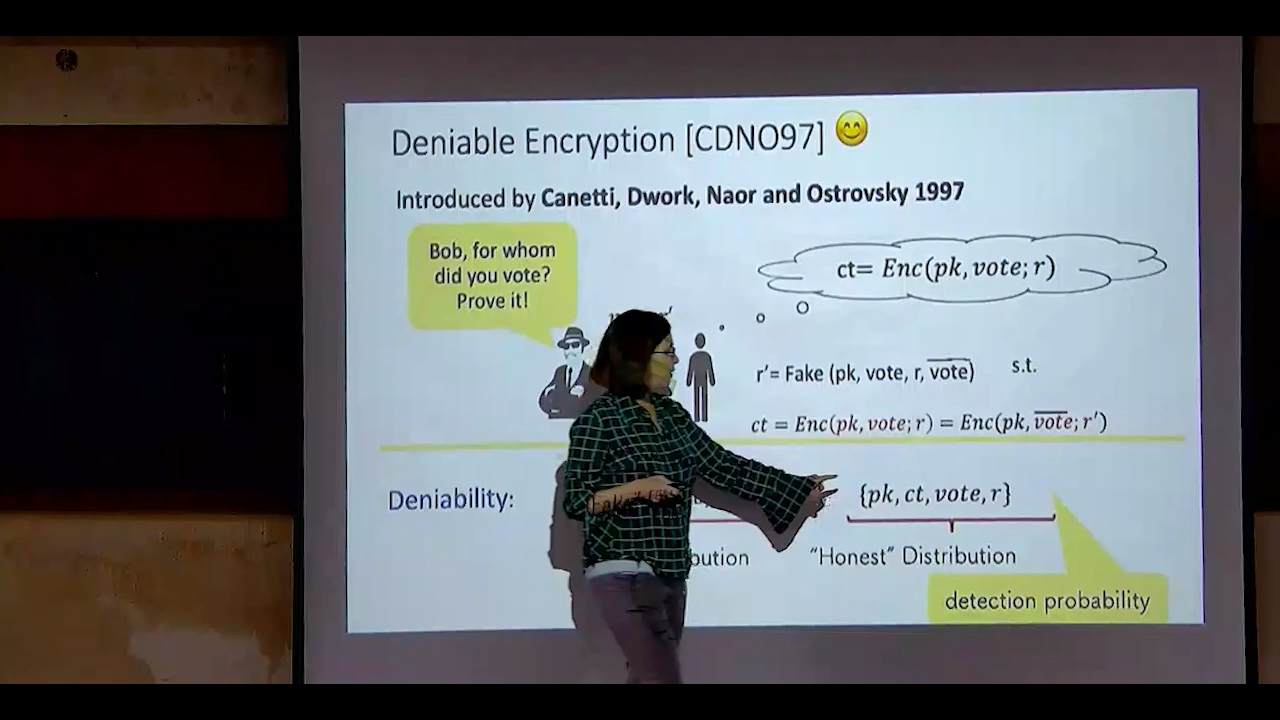 Deniable Encryption [CDNO97]
Introduced by Canetti, Dwork, Naor and Ostrovsky 1997
Bob, for whom
did you vote?
Prove it!
ct= Enc(pk, vote; r)
r′= Fake (pk, vote, r, v̅o̅t̅e̅) s.t.
ct = Enc(pk, vote; r) = Enc(pk, v̅o̅t̅e̅; r′)
Deniability:
{pk, ct, vote, r}
bution
"Honest" Distribution
detection probability